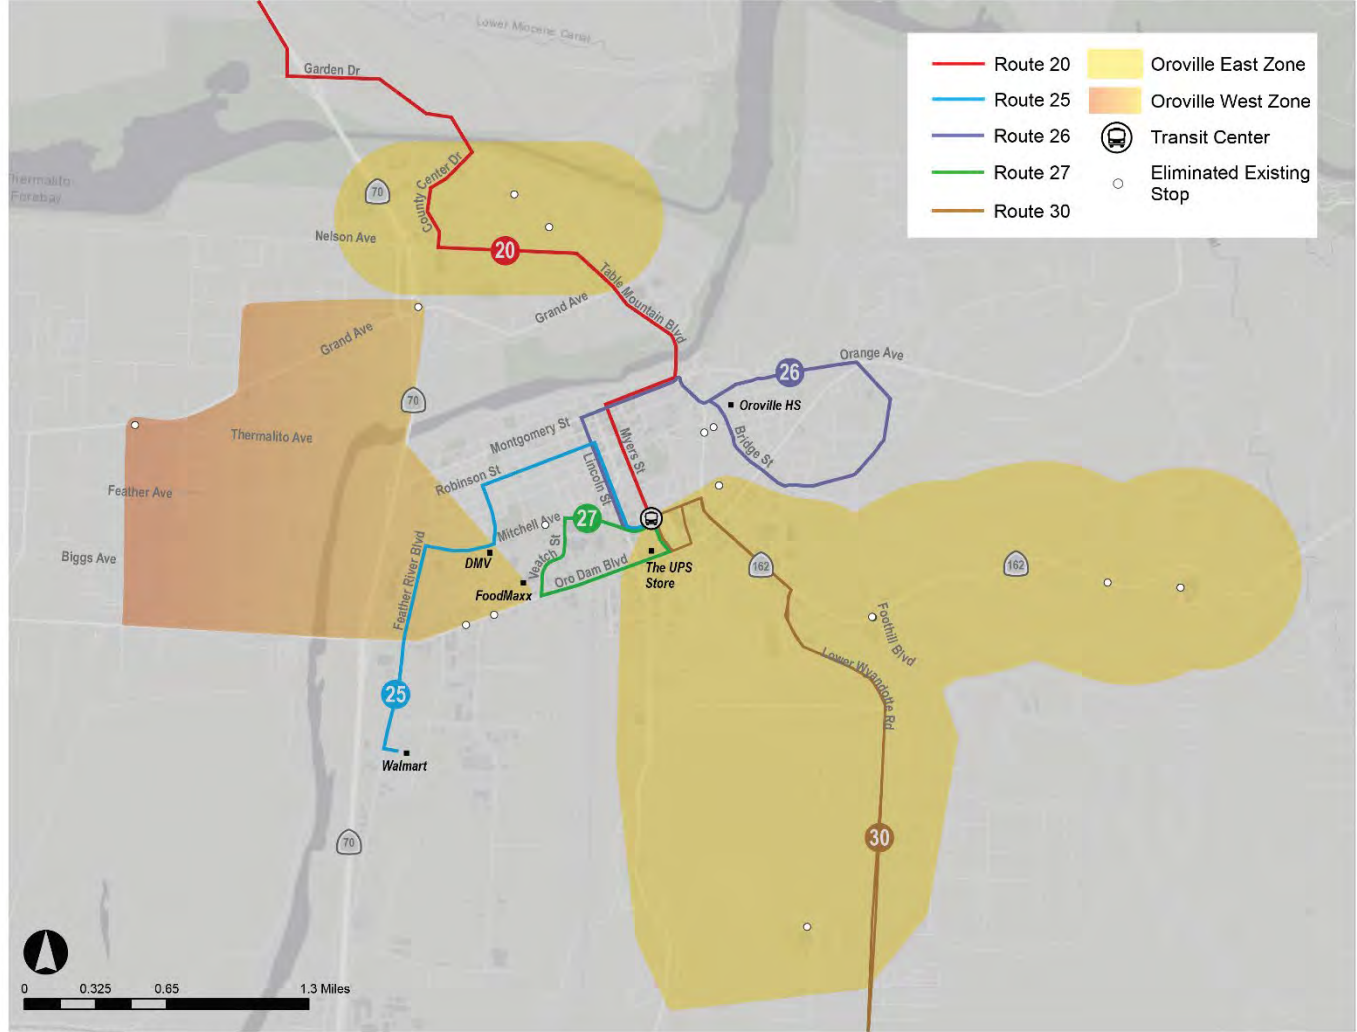 Lower Miocene Canal
Route 20
Oroville East Zone
Route 25
Oroville West Zone
Route 26
Transit Center
Route 27
Eliminated Existing
Stop
Route 30
Garden Dr
County Center Dr
Thermalito
Forebay
70
Nelson Ave
20
Table Mountain Blvd
Grand Ave
Grand Ave
Orange Ave
26
70
Oroville HS
Thermalito Ave
Montgomery St
Myers St
Bridge St
Robinson St
Lincoln St
Feather Ave
27
Mitchell Ave
Biggs Ave
Feather River Blvd
DMV
Veatch St
Oro Dam Blvd
The UPS
Store
162
162
FoodMaxx
Foothill Blvd
Lower Wyandotte Rd
25
Walmart
30
70
0 0.325 0.65 1.3 Miles